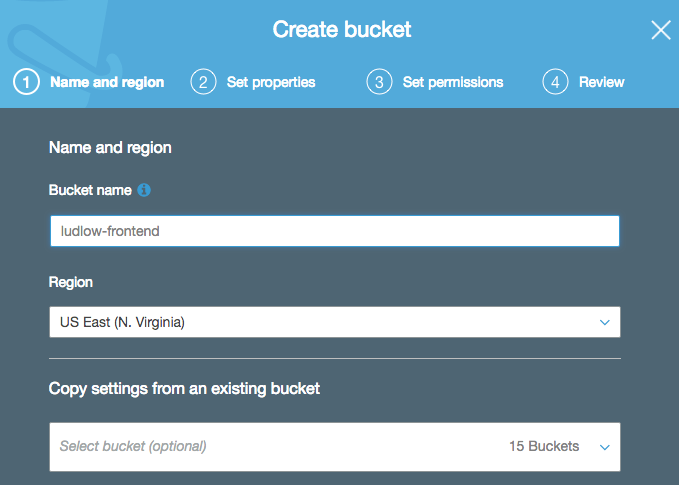 Create bucket
1 Name and region 2 Set properties 3 Set permissions 4 Review
Name and region
Bucket name i
ludlow-frontend
Region
US East (N. Virginia)
Copy settings from an existing bucket
Select bucket (optional) 15 Buckets